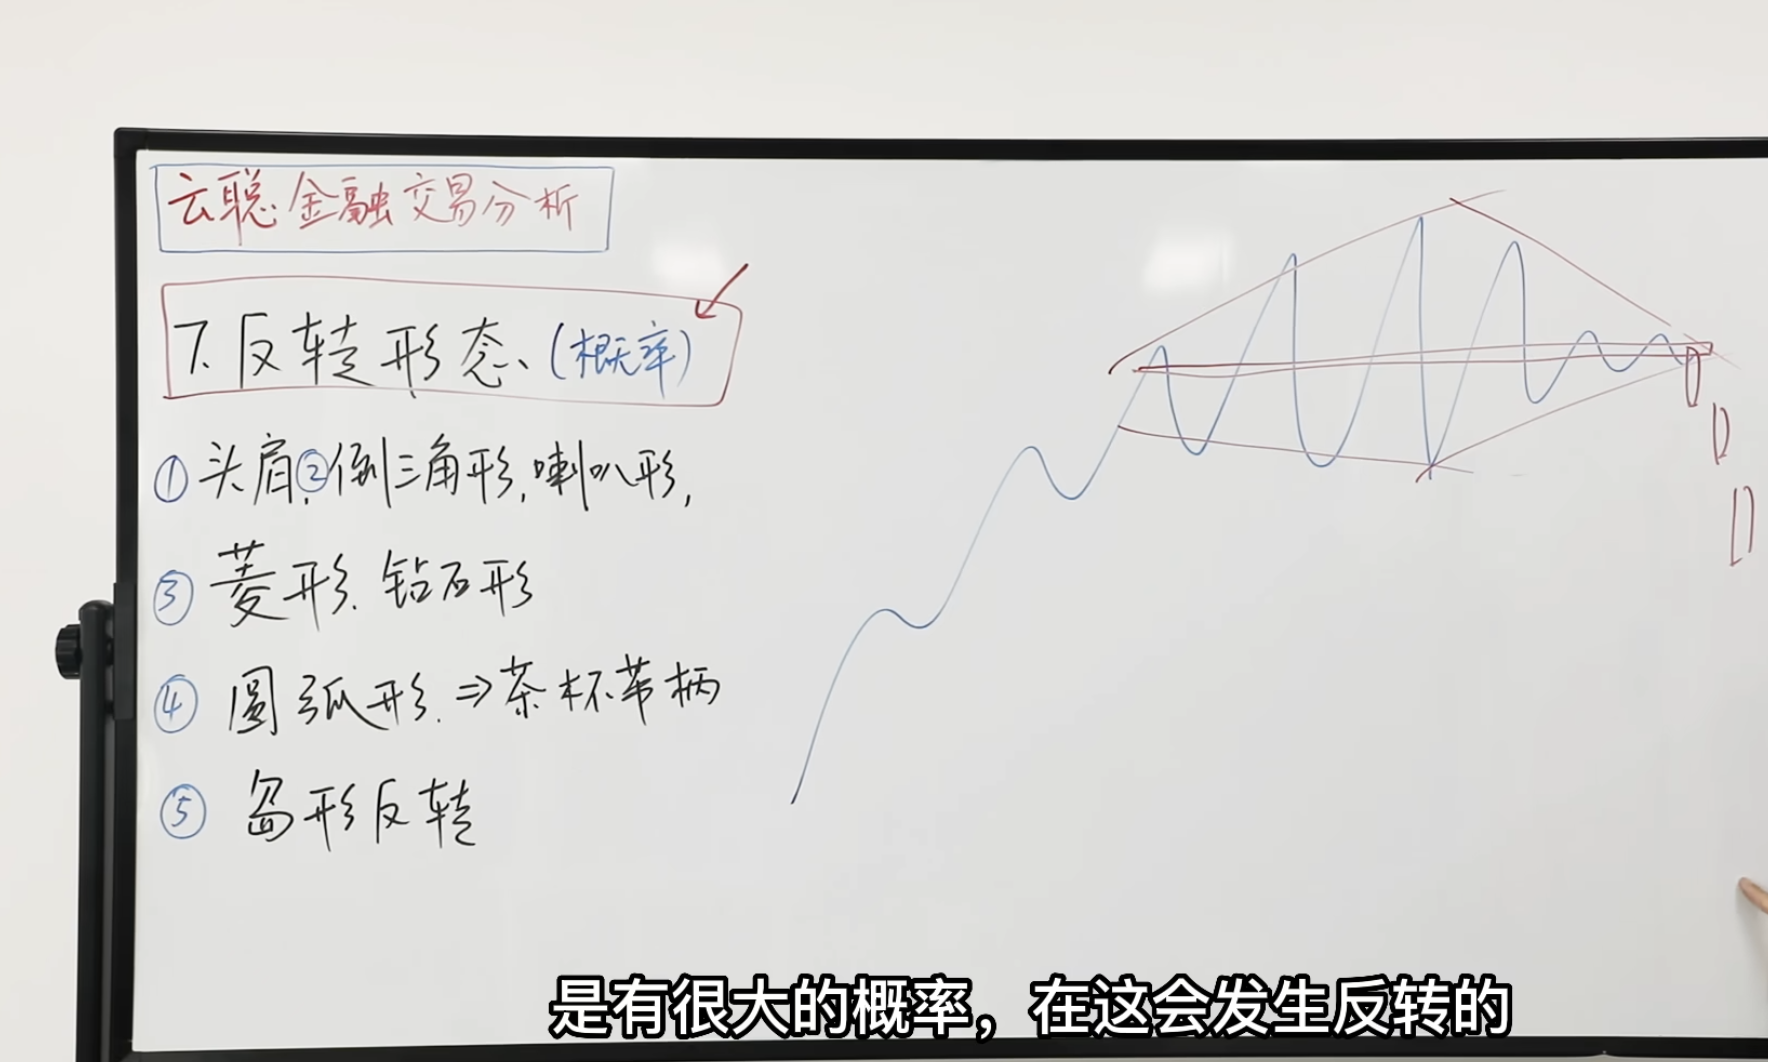 云聪金融交易分析
7.反转形态、(概率)
①头肩,②倒三角形,喇叭形,
③菱形.钻石形
④圆弧形.⇒茶杯带柄
⑤岛形反转
是有很大的概率，在这会发生反转的